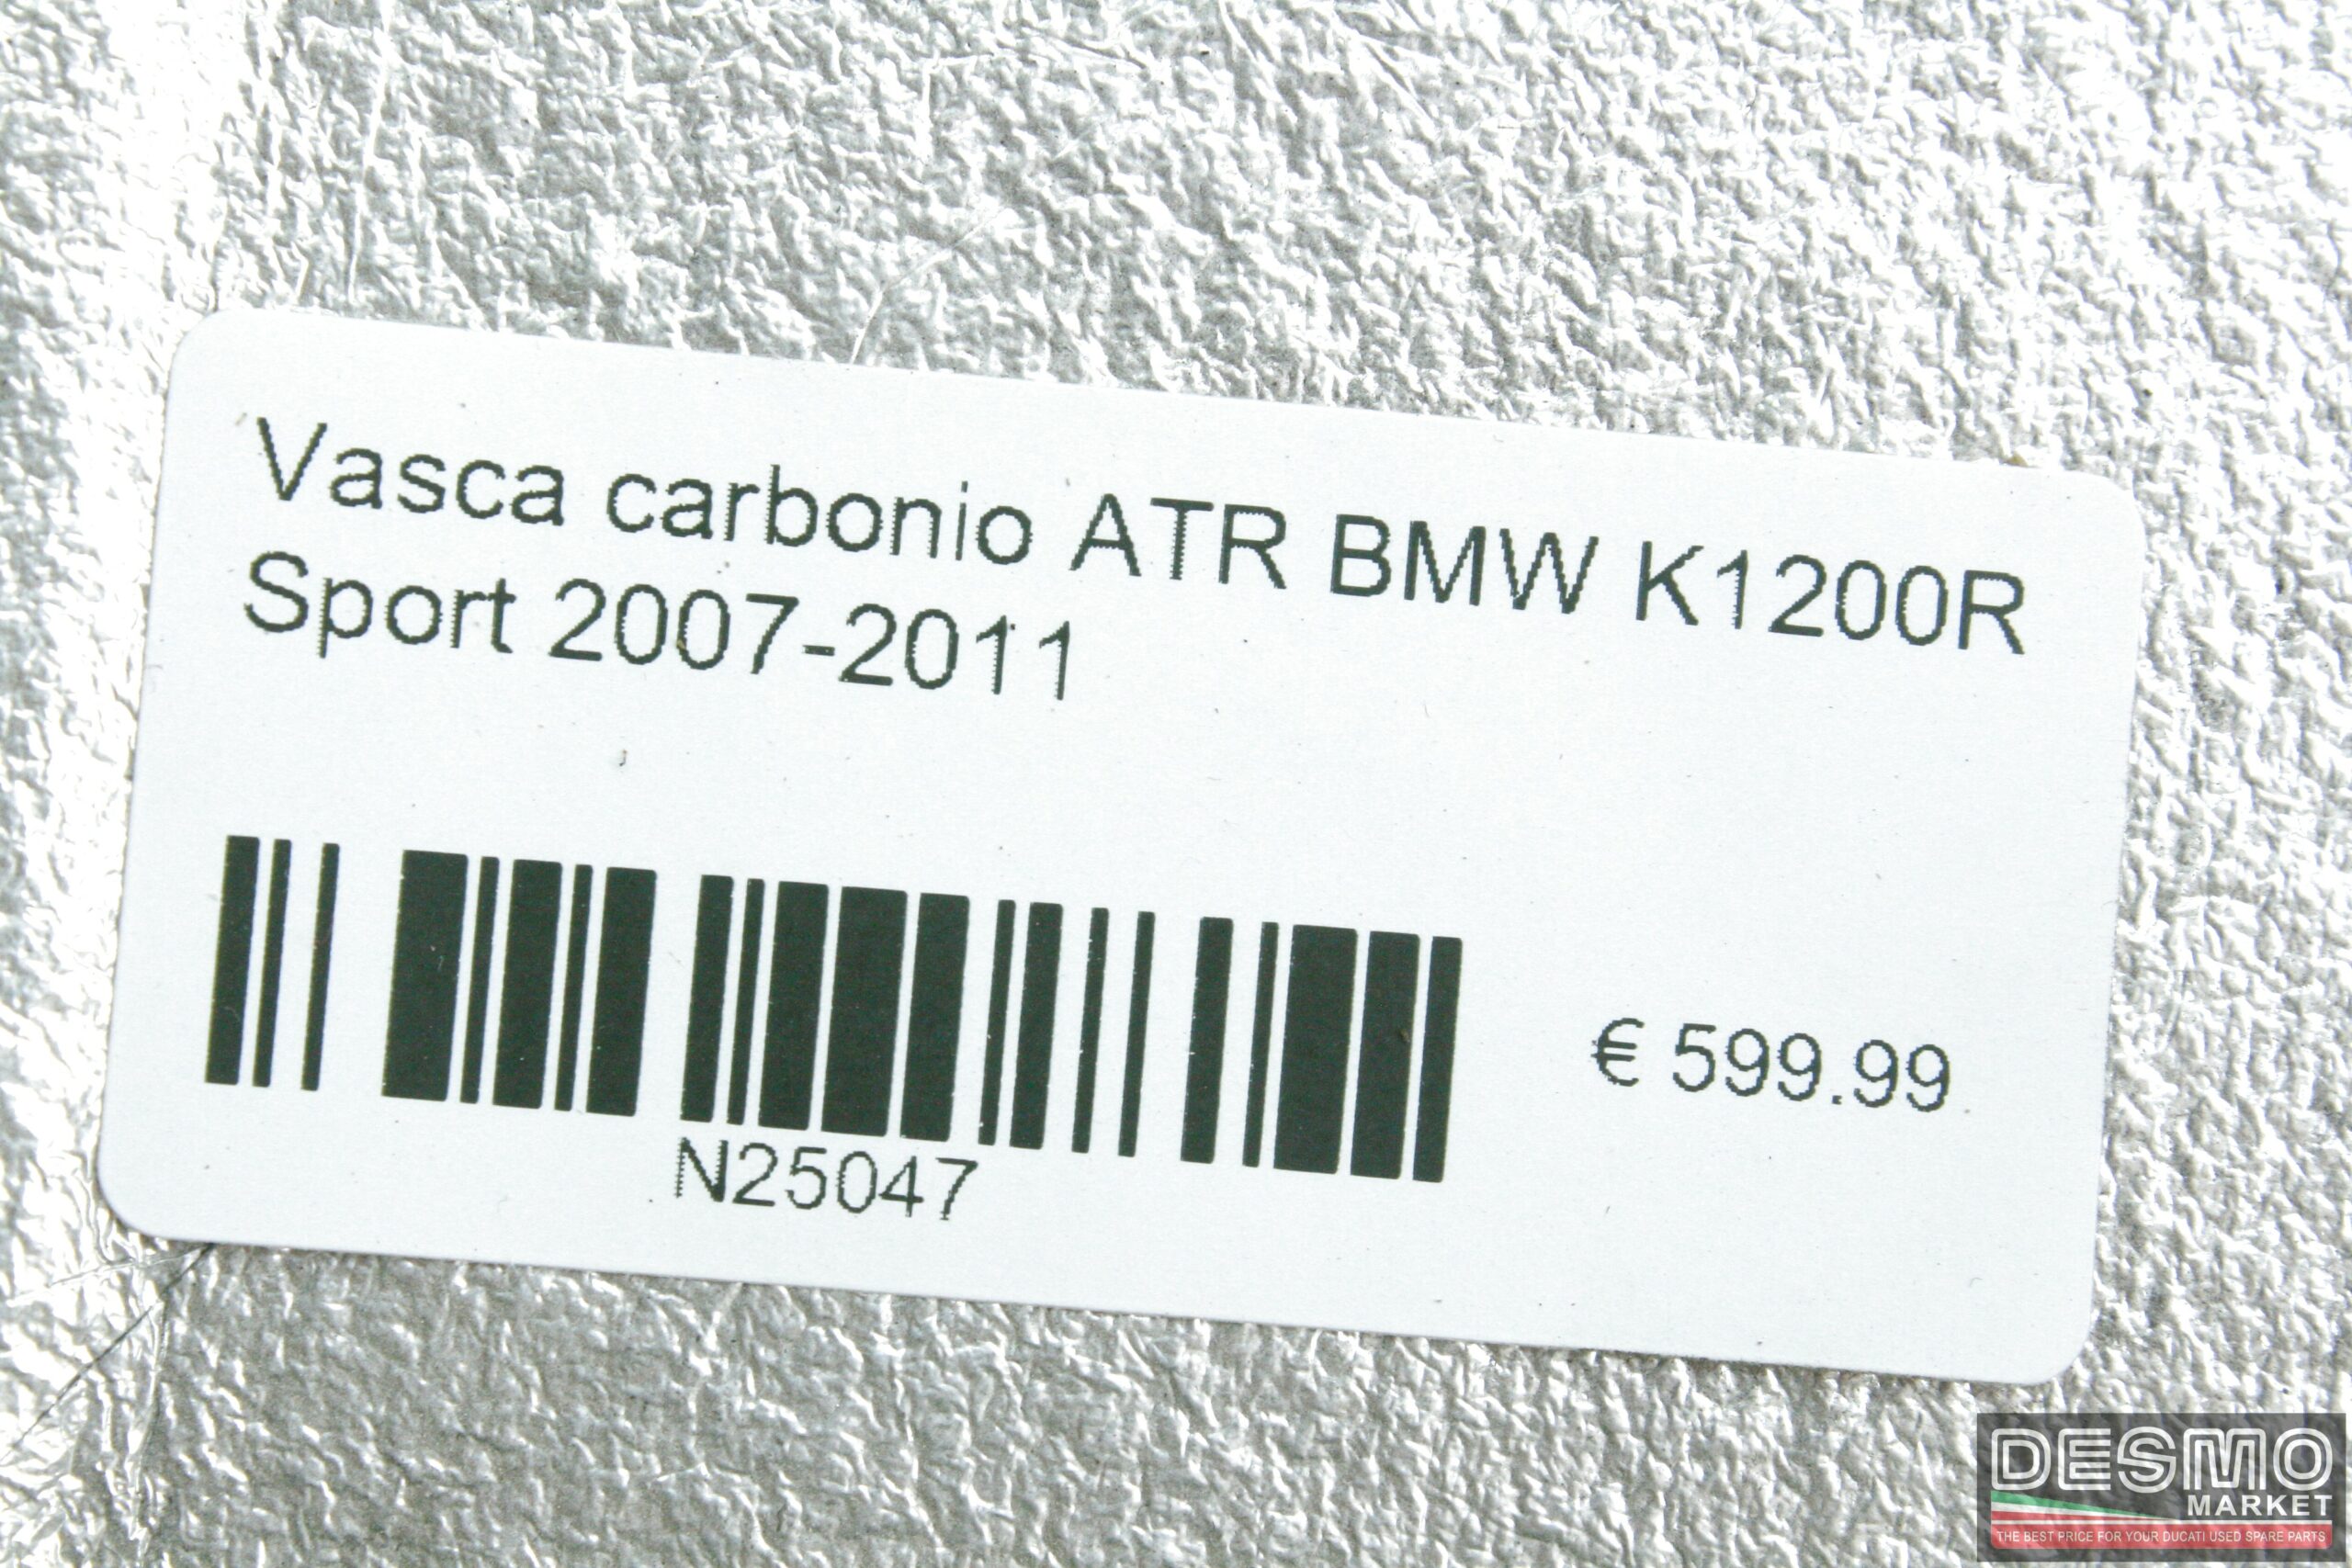 Vasca carbonio ATR BMW K1200R
Sport 2007-2011
€ 599.99
N25047
DESMO
MARKET
THE BEST PRICE FOR YOUR DUCATI USED SPARE PARTS